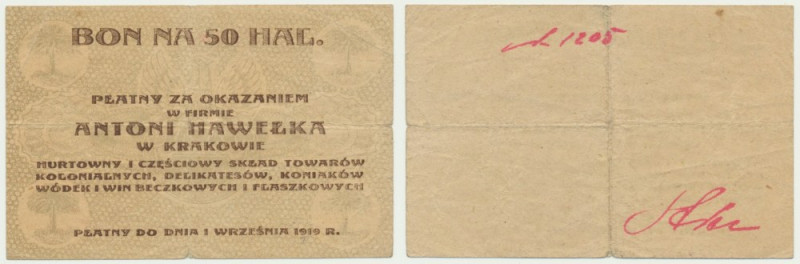 BON NA 50 HAL.
PŁATNY ZA OKAZANIEM
W FIRMIE
ANTONI HAWEŁKA
W KRAKOWIE
HURTOWNY I CZĘŚCIOWY SKŁAD TOWARÓW
KOLONIALNYCH, DELIKATESÓW, KONIAKÓW
WÓDEK I WIN BECZKOWYCH I FLASZKOWYCH
PŁATNY DO DNIA 1 WRZEŚNIA 1919 R.
1205